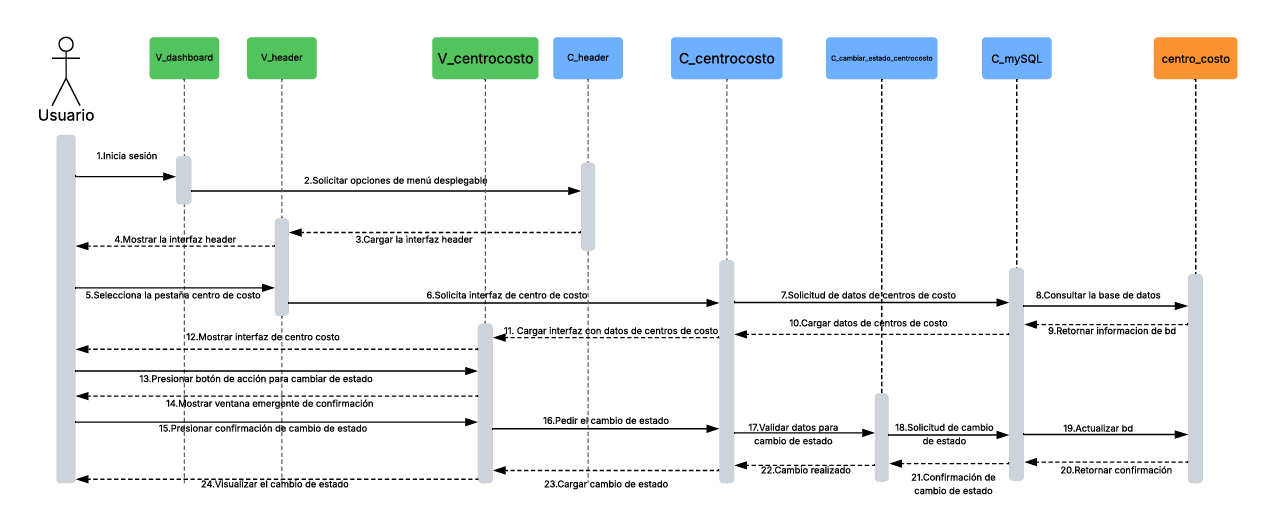 V_dashboard
V_header
V_centrocosto
C_header
C_centrocosto
C_cambiar_estado_centrocosto
C_mySQL
centro_costo
Usuario
1.Inicia sesión
2.Solicitar opciones de menú desplegable
3.Cargar la interfaz header
4.Mostrar la interfaz header
5.Selecciona la pestaña centro de costo
6.Solicita interfaz de centro de costo
7.Solicitud de datos de centros de costo
8.Consultar la base de datos
9.Retornar informacion de bd
10.Cargar datos de centros de costo
11. Cargar interfaz con datos de centros de costo
12.Mostrar interfaz de centro costo
13.Presionar botón de acción para cambiar de estado
14.Mostrar ventana emergente de confirmación
15.Presionar confirmación de cambio de estado
16.Pedir el cambio de estado
17.Validar datos para
cambio de estado
18.Solicitud de cambio
de estado
19.Actualizar bd
20.Retornar confirmación
21.Confirmación de
cambio de estado
22.Cambio realizado
23.Cargar cambio de estado
24.Visualizar el cambio de estado